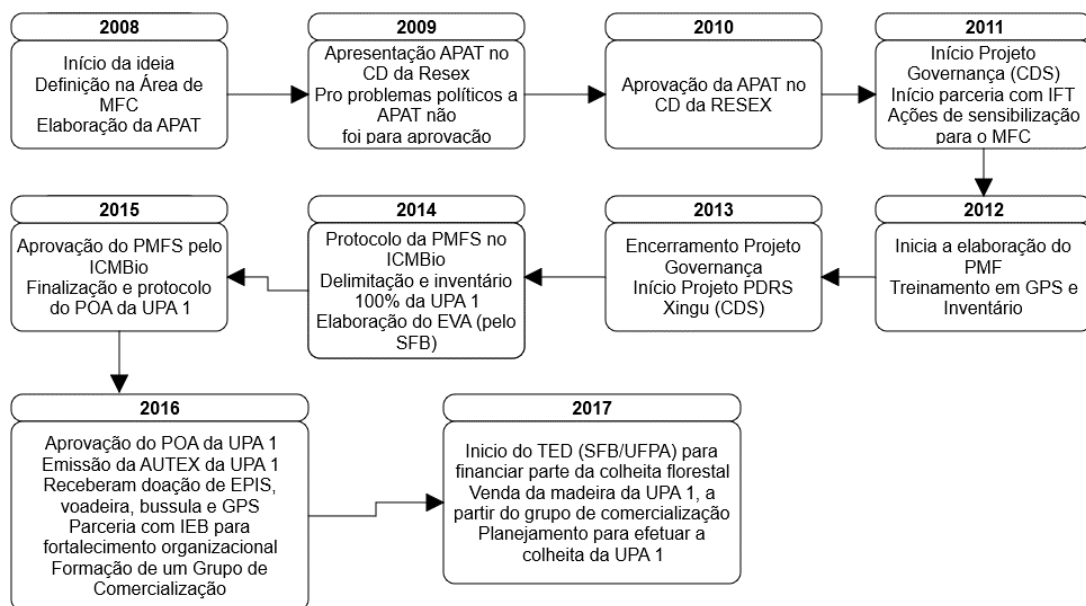 2008
Início da ideia
Definição na Área de
MFC
Elaboração da APAT
2009
Apresentação APAT no
CD da Resex
Pro problemas políticos a
APAT não
foi para aprovação
2010
Aprovação da APAT no
CD da RESEX
2011
Início Projeto
Governança (CDS)
Início parceria com IFT
Ações de sensibilização
para o MFC
2012
Inicia a elaboração do
PMF
Treinamento em GPS e
Inventário
2013
Encerramento Projeto
Governança
Início Projeto PDRS
Xingu (CDS)
2014
Protocolo da PMFS no
ICMBio
Delimitação e inventário
100% da UPA 1
Elaboração do EVA (pelo
SFB)
2015
Aprovação do PMFS pelo
ICMBio
Finalização e protocolo
do POA da UPA 1
2016
Aprovação do POA da UPA 1
Emissão da AUTEX da UPA 1
Receberam doação de EPIS,
voadeira, bussula e GPS
Parceria com IEB para
fortalecimento organizacional
Formação de um Grupo de
Comercialização
2017
Inicio do TED (SFB/UFPA) para
financiar parte da colheita florestal
Venda da madeira da UPA 1, a
partir do grupo de comercialização
Planejamento para efetuar a
colheita da UPA 1